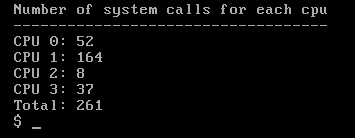 Number of system calls for each cpu
-----------------------------------
CPU 0: 52
CPU 1: 164
CPU 2: 8
CPU 3: 37
Total: 261
$ _